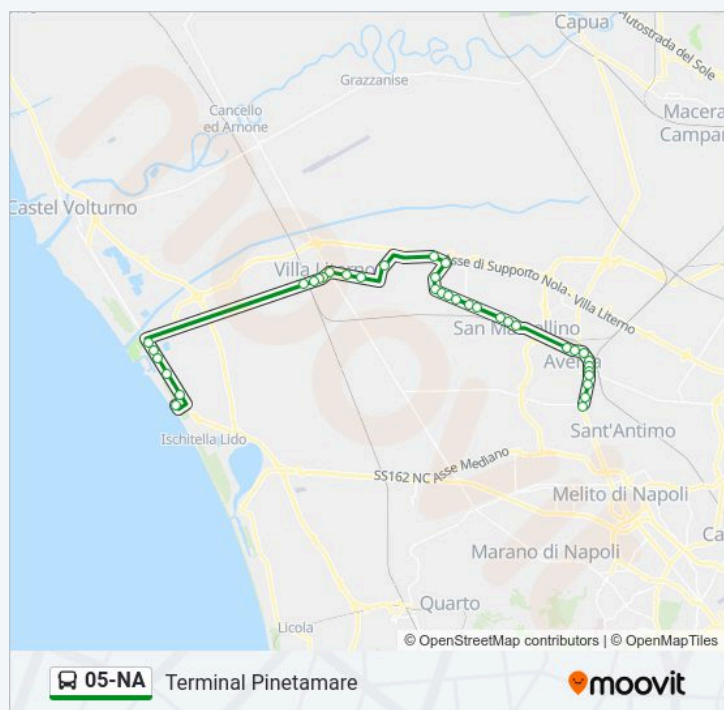 Capua
Autostrada del Sole
Grazzanise
Macera
Campan
Cancello
ed Arnone
Castel Volturno
Villa Literno
Asse di Supporto Nola - Villa Literno
San Marcellino
Aversa
Ischitella Lido
Sant'Antimo
SS162 NC Asse Mediano
Melito di Napoli
Marano di Napoli
Ca
Quarto
Licola
© OpenStreetMap contributors | © OpenMapTiles
05-NA Terminal Pinetamare
moovit